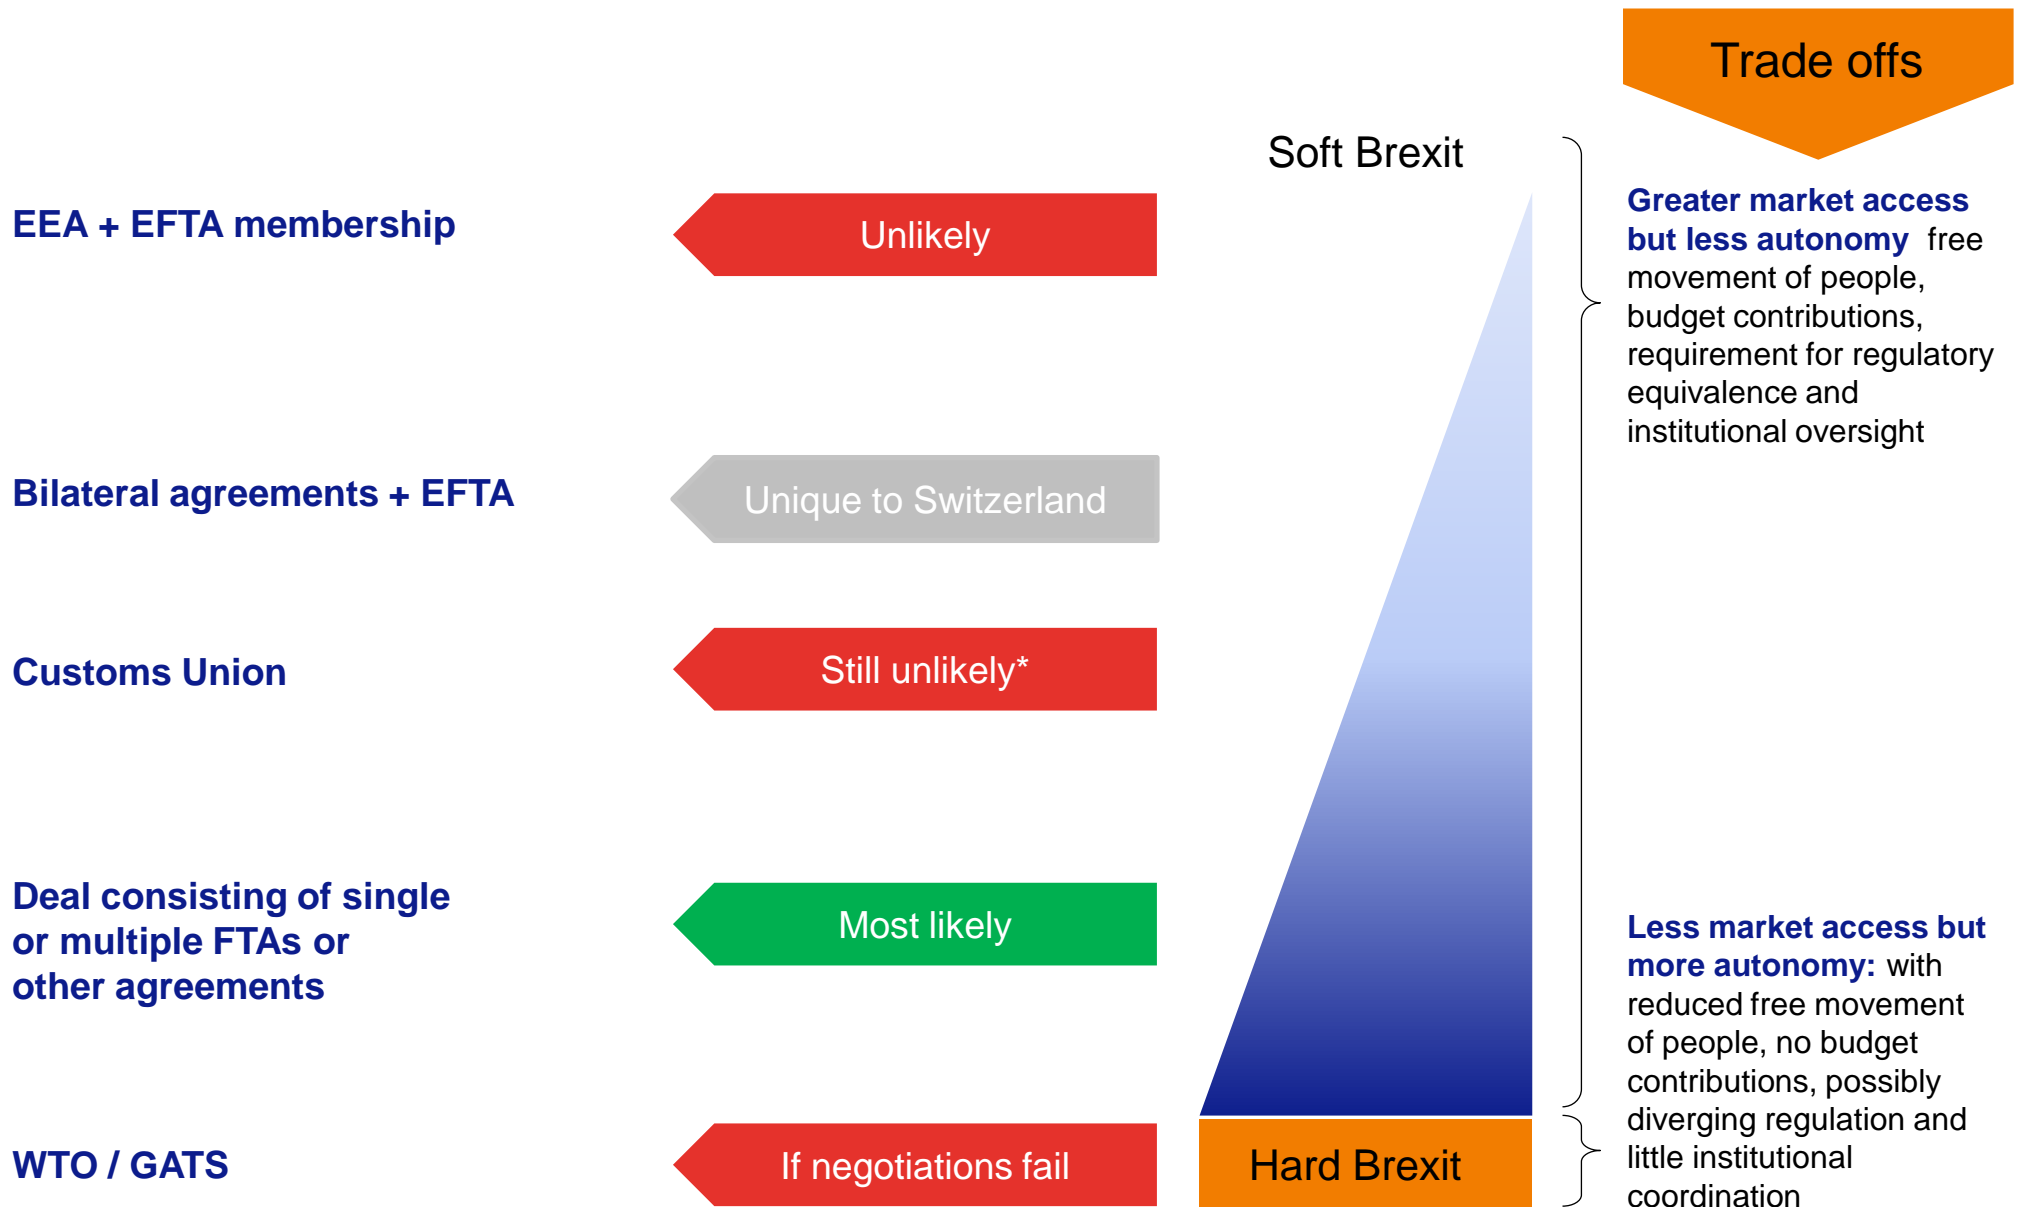 Trade offs
Soft Brexit
EEA + EFTA membership
Unlikely
Greater market access
but less autonomy free
movement of people,
budget contributions,
requirement for regulatory
equivalence and
institutional oversight
Bilateral agreements + EFTA
Unique to Switzerland
Customs Union
Still unlikely*
Deal consisting of single
or multiple FTAs or
other agreements
Most likely
Less market access but
more autonomy: with
reduced free movement
of people, no budget
contributions, possibly
diverging regulation and
little institutional
coordination
WTO / GATS
If negotiations fail
Hard Brexit